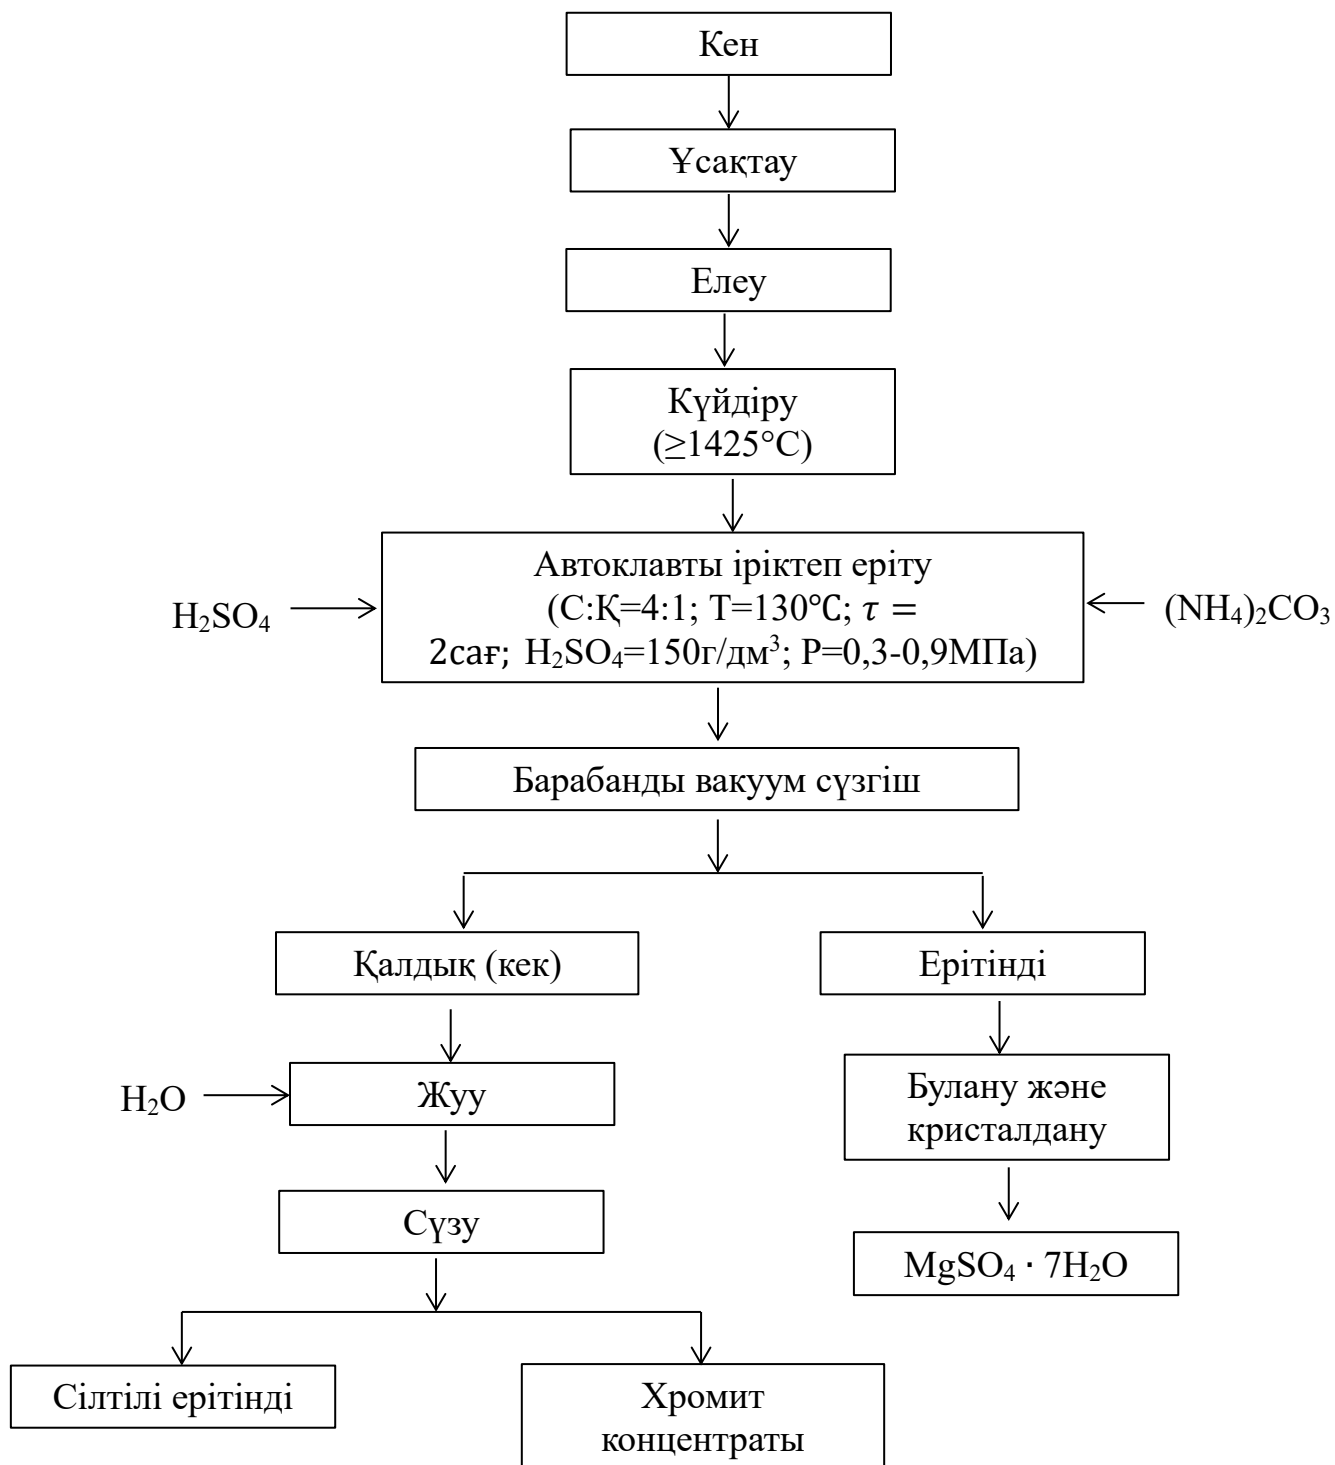 Кен
Ұсақтау
Елеу
Күйдіру
(≥1425°C)
Автоклавты іріктеп еріту
(С:Қ=4:1; Т=130℃; τ =
2сағ; H₂SO₄=150г/дм³; Р=0,3-0,9МПа)
H₂SO₄
(NH₄)₂CO₃
Барабанды вакуум сүзгіш
Қалдық (кек)
Ерітінді
H₂O
Жуу
Булану және
кристалдану
Сүзу
MgSO₄ · 7H₂O
Сілтілі ерітінді
Хромит
концентраты